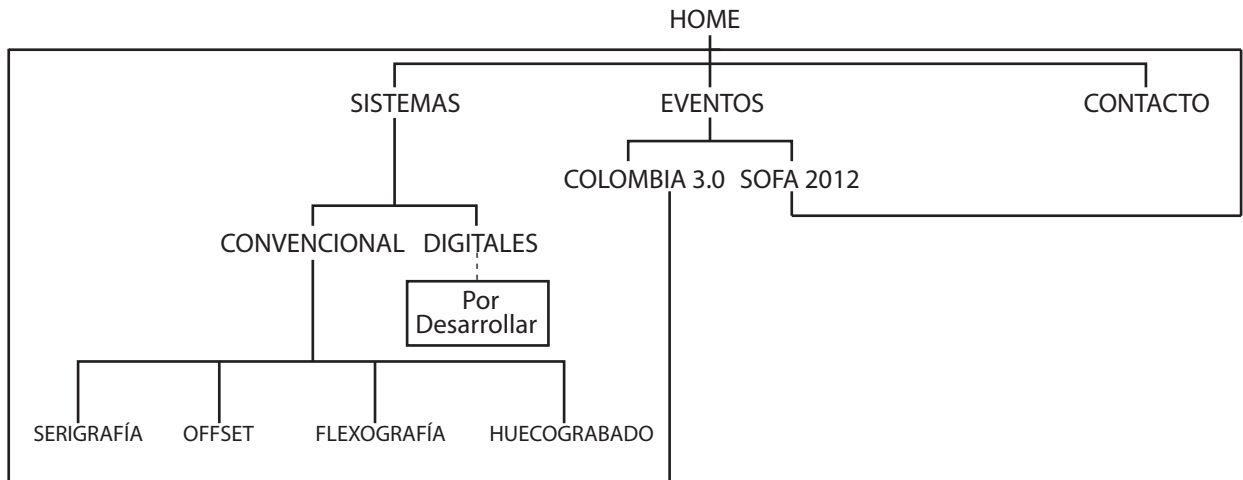 HOME
SISTEMAS
EVENTOS
CONTACTO
COLOMBIA 3.0
SOFA 2012
CONVENCIONAL
DIGITALES
Por
Desarrollar
SERIGRAFÍA
OFFSET
FLEXOGRAFÍA
HUECOGRABADO